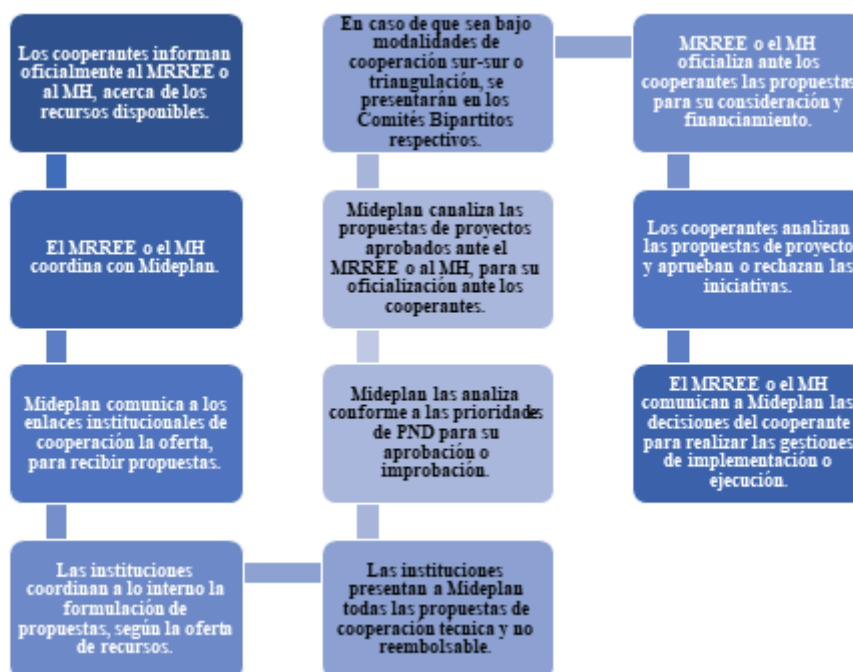 Los cooperantes informan
oficialmente al MRREE o
al MH, acerca de los
recursos disponibles.
El MRREE o el MH
coordina con Mideplan.
Mideplan comunica a los
enlaces institucionales de
cooperación la oferta,
para recibir propuestas.
Las instituciones
coordinan a lo interno la
formulación de
propuestas, según la oferta
de recursos.
Las instituciones
presentan a Mideplan
todas las propuestas de
cooperación técnica y no
reembolsable.
Mideplan las analiza
conforme a las prioridades
de PND para su
aprobación o
improbación.
Mideplan canaliza las
propuestas de proyectos
aprobados ante el
MRREE o al MH, para su
oficialización ante los
cooperantes.
En caso de que sea bajo
modalidades de
cooperación sur-sur o
triangulación, se
presentarán en los
Comités Bipartitos
respectivos.
MRREE o el MH
oficializa ante los
cooperantes las propuestas
para su consideración y
financiamiento.
Los cooperantes analizan
las propuestas de proyecto
y aprueban o rechazan las
iniciativas.
El MRREE o el MH
comunican a Mideplan las
decisiones del cooperante
para realizar las gestiones
de implementación o
ejecución.